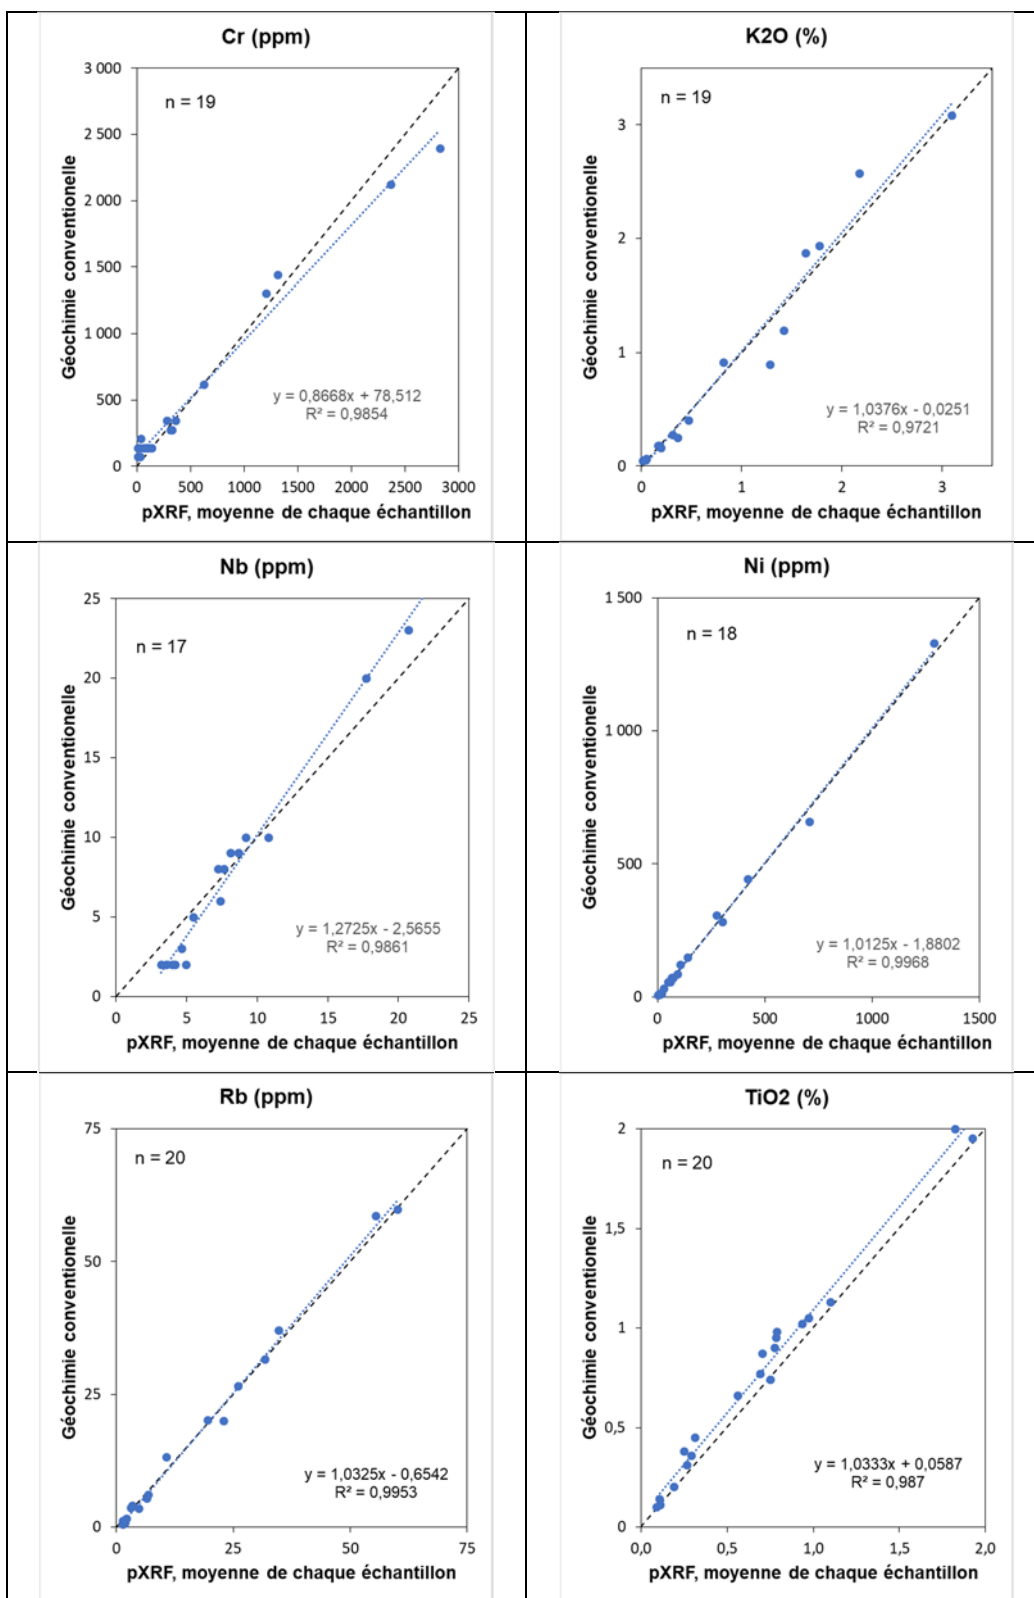 Cr (ppm)
3 000
2 500
2 000
1 500
1 000
500
0
n = 19
y = 0,8668x + 78,512
R² = 0,9854
0
500
1000
1500
2000
2500
3000
Géochimie conventionelle
pXRF, moyenne de chaque échantillon
K2O (%)
3
2
1
0
n = 19
y = 1,0376x - 0,0251
R² = 0,9721
0
1
2
3
Géochimie conventionelle
pXRF, moyenne de chaque échantillon
Nb (ppm)
25
20
15
10
5
0
n = 17
y = 1,2725x - 2,5655
R² = 0,9861
0
5
10
15
20
25
Géochimie conventionelle
pXRF, moyenne de chaque échantillon
Ni (ppm)
1 500
1 000
500
0
n = 18
y = 1,0125x - 1,8802
R² = 0,9968
0
500
1000
1500
Géochimie conventionelle
pXRF, moyenne de chaque échantillon
Rb (ppm)
75
50
25
0
n = 20
y = 1,0325x - 0,6542
R² = 0,9953
0
25
50
75
Géochimie conventionelle
pXRF, moyenne de chaque échantillon
TiO2 (%)
2
1,5
1
0,5
0
n = 20
y = 1,0333x + 0,0587
R² = 0,987
0,0
0,5
1,0
1,5
2,0
Géochimie conventionelle
pXRF, moyenne de chaque échantillon